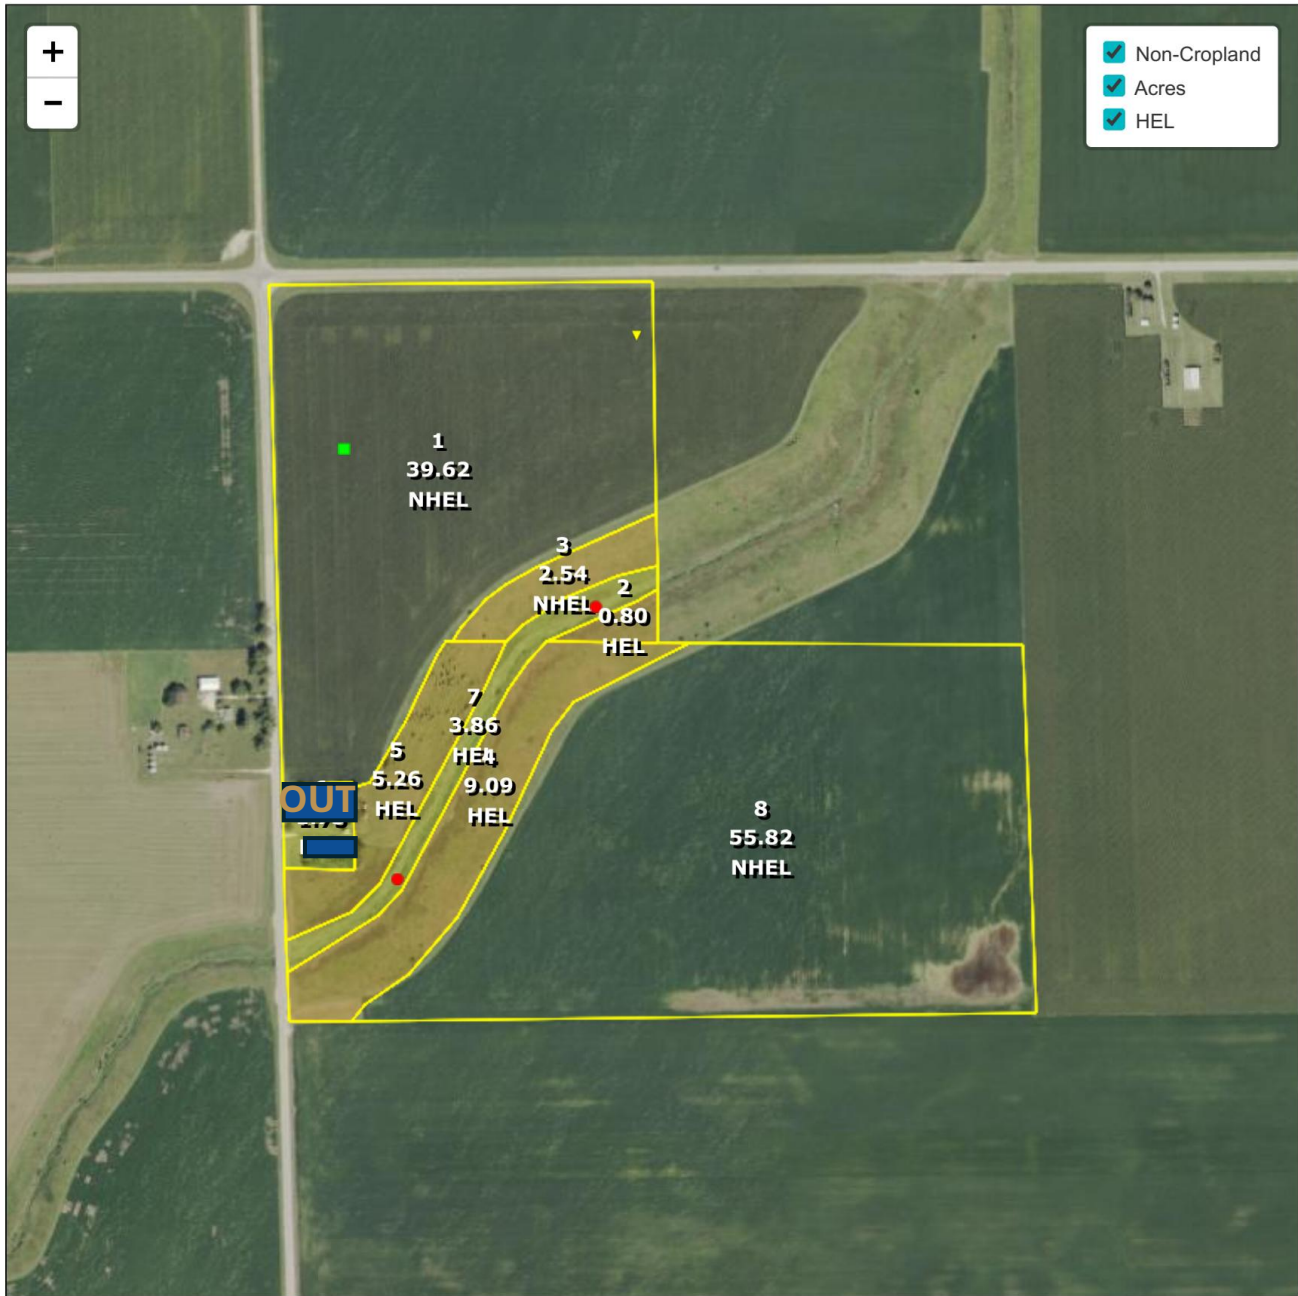 +
−
Non-Cropland
Acres
HEL
1
39.62
NHEL
3
2.54
NHEL
2
0.80
HEL
7
3.86
HEL
5
5.26
HEL
4
9.09
HEL
OUT
8
55.82
NHEL